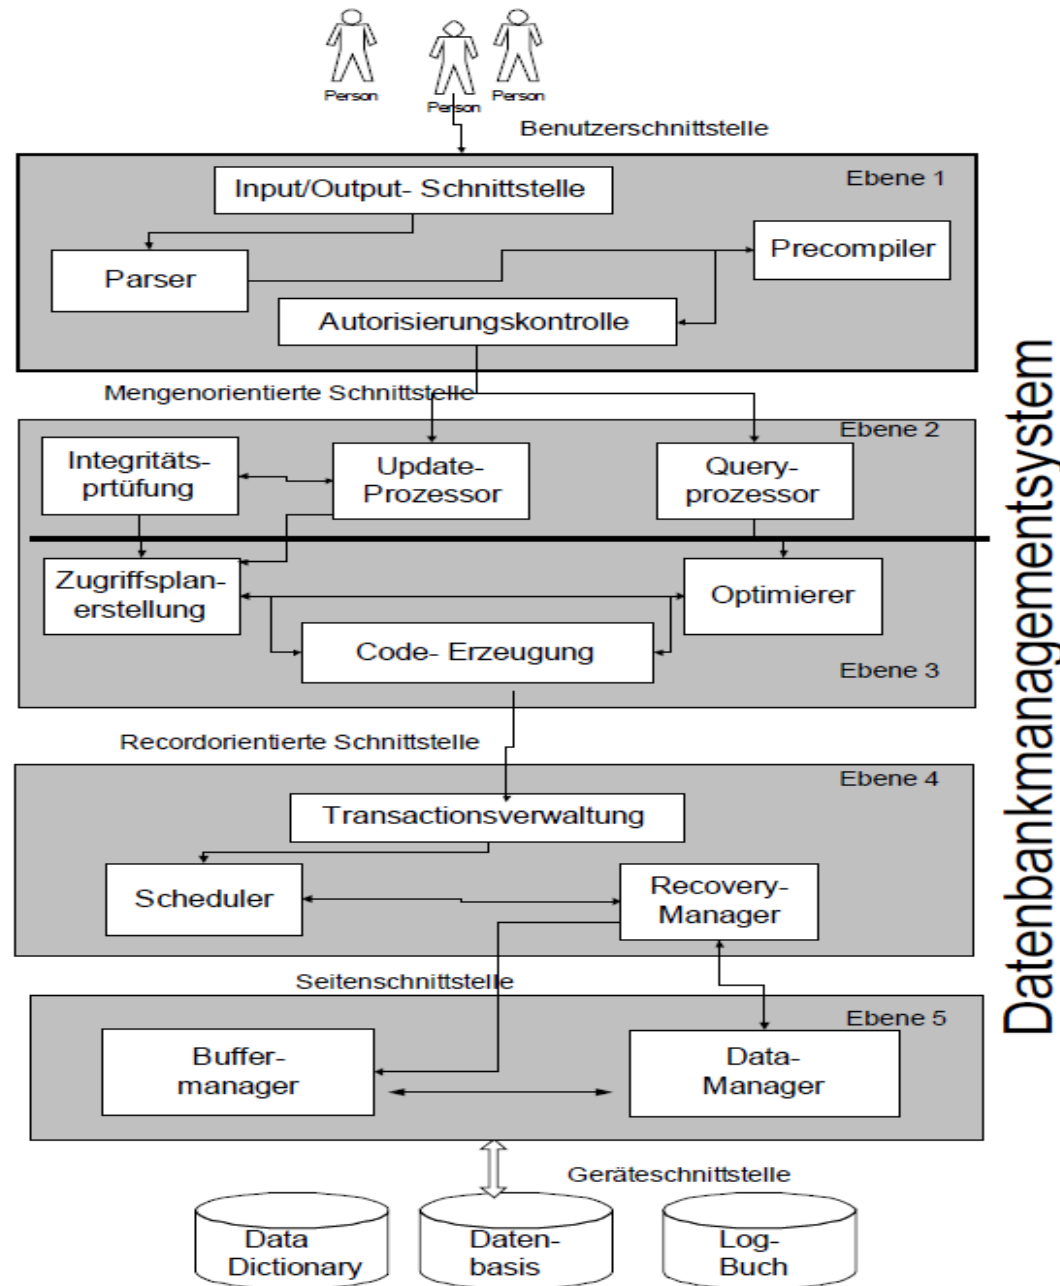 Person
Person
Person
Benutzerschnittstelle
Ebene 1
Input/Output- Schnittstelle
Precompiler
Parser
Autorisierungskontrolle
Mengenorientierte Schnittstelle
Ebene 2
Integritäts-
prtüfung
Update-
Prozessor
Query-
prozessor
Zugriffsplan-
erstellung
Optimierer
Code- Erzeugung
Ebene 3
Recordorientierte Schnittstelle
Ebene 4
Transactionsverwaltung
Scheduler
Recovery-
Manager
Seitenschnittstelle
Ebene 5
Buffer-
manager
Data-
Manager
Geräteschnittstelle
Data
Dictionary
Daten-
basis
Log-
Buch
Datenbankmanagementsystem